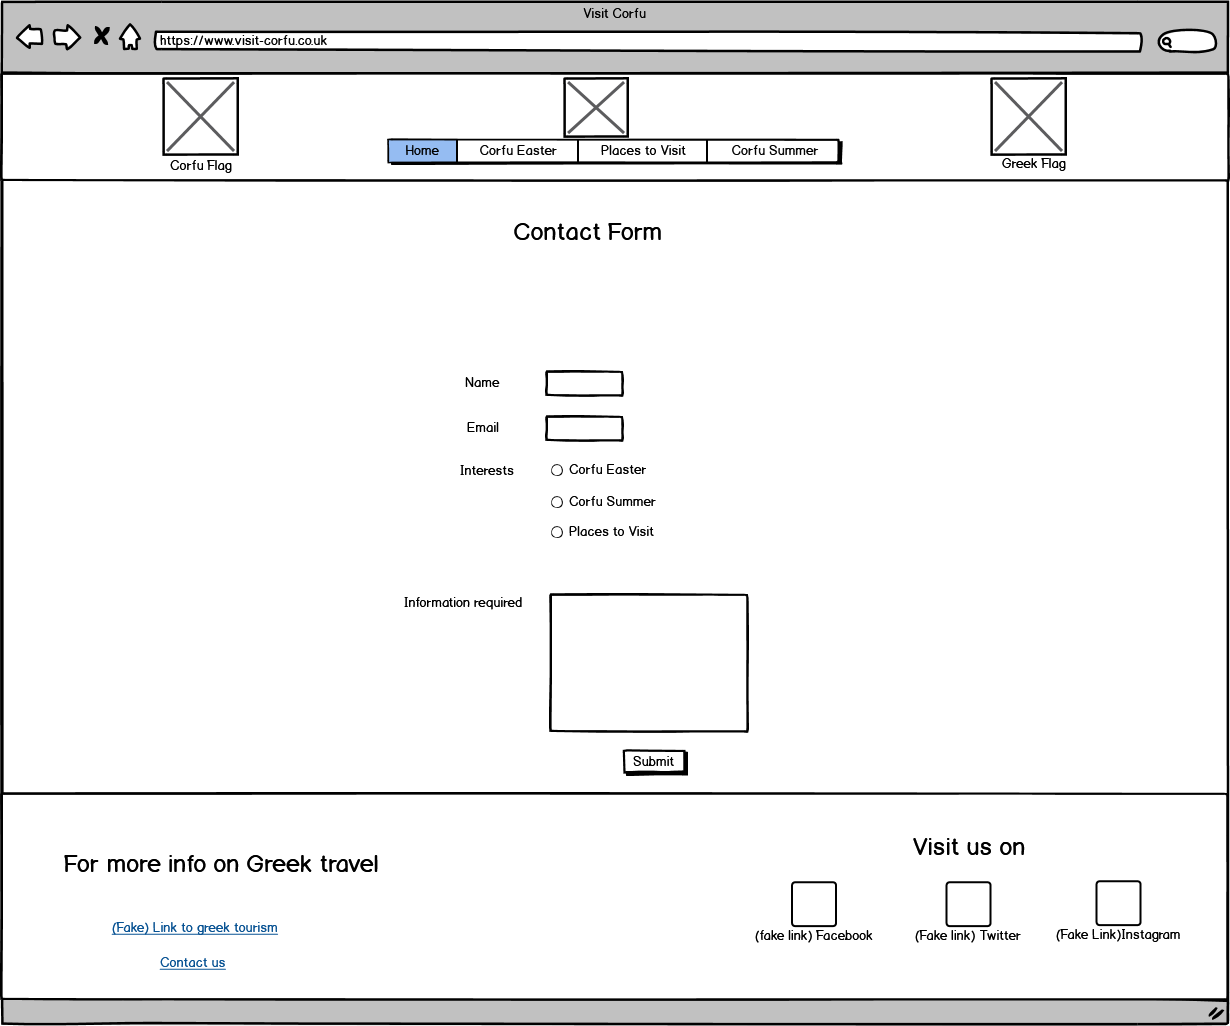 Visit Corfu
https://www.visit-corfu.co.uk
Corfu Flag
Home
Corfu Easter
Places to Visit
Corfu Summer
Greek Flag
Contact Form
Name
Email
Interests
Corfu Easter
Corfu Summer
Places to Visit
Information required
Submit
For more info on Greek travel
(Fake) Link to greek tourism
Contact us
Visit us on
(fake link) Facebook
(Fake link) Twitter
(Fake Link)Instagram